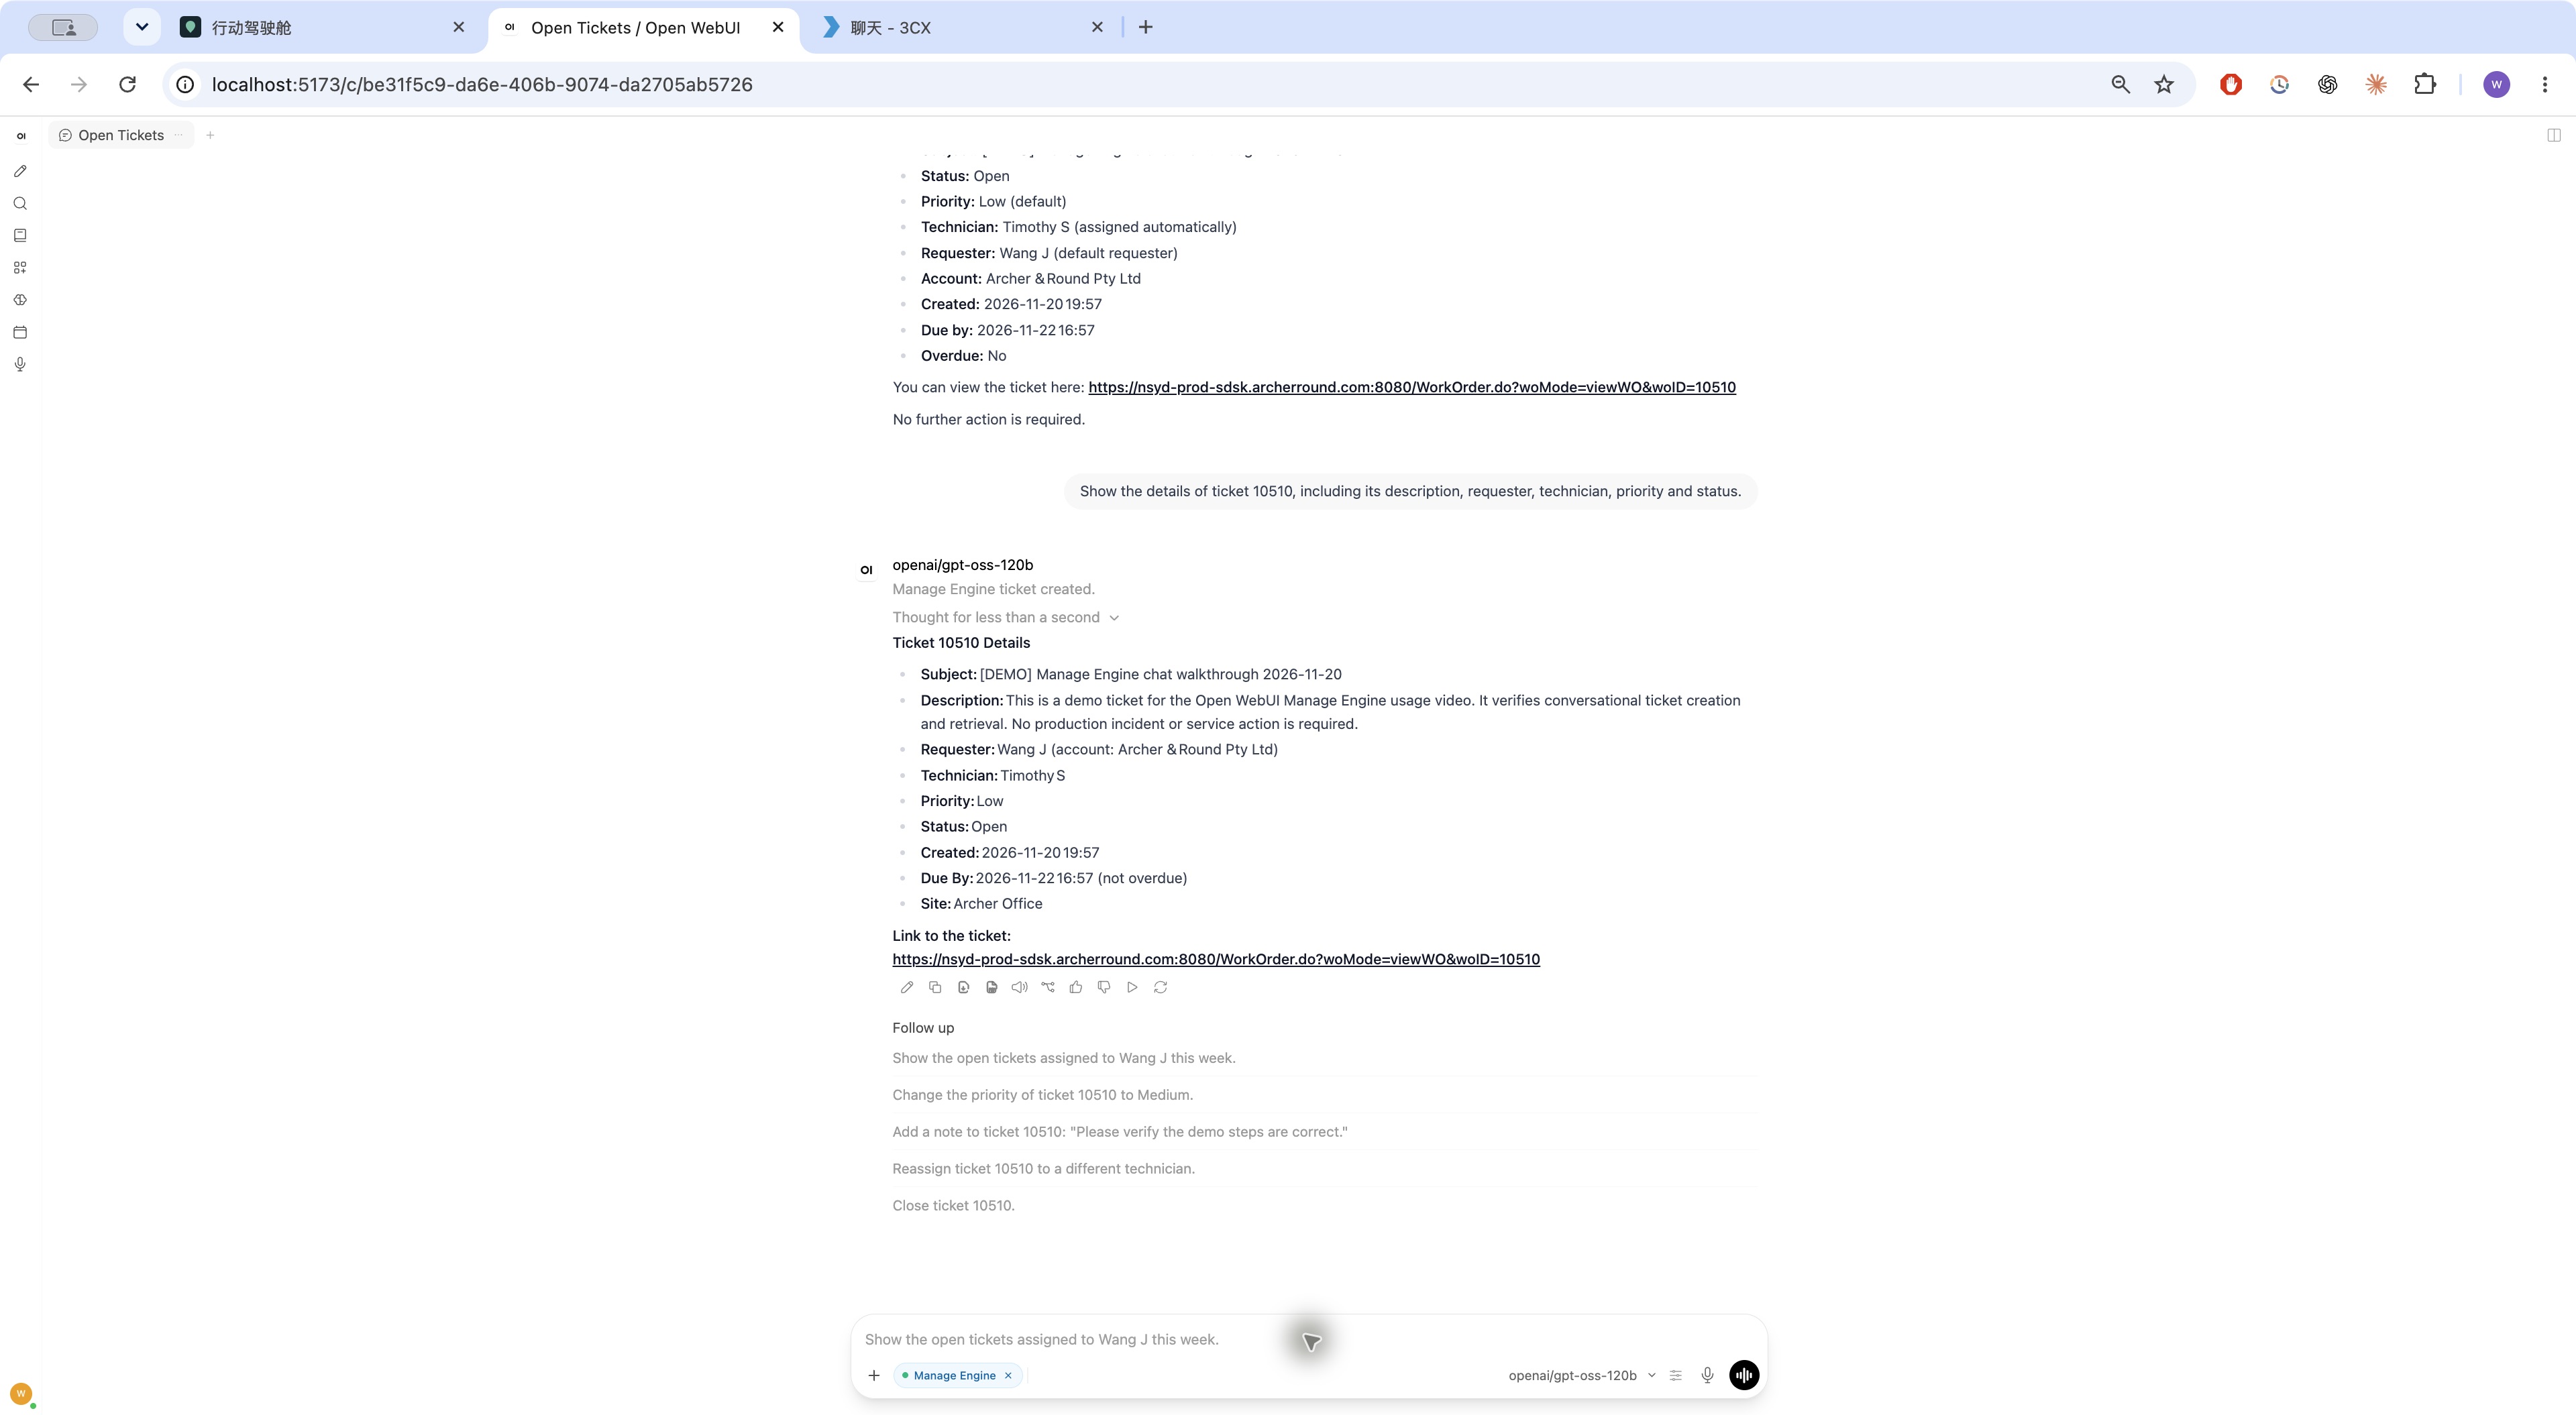 行动驾驶舱
OI
Open Tickets / Open WebUI
聊天 - 3CX
localhost:5173/c/be31f5c9-da6e-406b-9074-da2705ab5726
W
OI
Open Tickets
Status: Open
Priority: Low (default)
Technician: Timothy S (assigned automatically)
Requester: Wang J (default requester)
Account: Archer & Round Pty Ltd
Created: 2026-11-20 19:57
Due by: 2026-11-22 16:57
Overdue: No
You can view the ticket here: https://nsyd-prod-sdsk.archerround.com:8080/WorkOrder.do?woMode=viewWO&woID=10510
No further action is required.
Show the details of ticket 10510, including its description, requester, technician, priority and status.
OI
openai/gpt-oss-120b
Manage Engine ticket created.
Thought for less than a second
Ticket 10510 Details
Subject: [DEMO] Manage Engine chat walkthrough 2026-11-20
Description: This is a demo ticket for the Open WebUI Manage Engine usage video. It verifies conversational ticket creation
and retrieval. No production incident or service action is required.
Requester: Wang J (account: Archer & Round Pty Ltd)
Technician: Timothy S
Priority: Low
Status: Open
Created: 2026-11-20 19:57
Due By: 2026-11-22 16:57 (not overdue)
Site: Archer Office
Link to the ticket:
https://nsyd-prod-sdsk.archerround.com:8080/WorkOrder.do?woMode=viewWO&woID=10510
Follow up
Show the open tickets assigned to Wang J this week.
Change the priority of ticket 10510 to Medium.
Add a note to ticket 10510: "Please verify the demo steps are correct."
Reassign ticket 10510 to a different technician.
Close ticket 10510.
Show the open tickets assigned to Wang J this week.
Manage Engine
openai/gpt-oss-120b
W